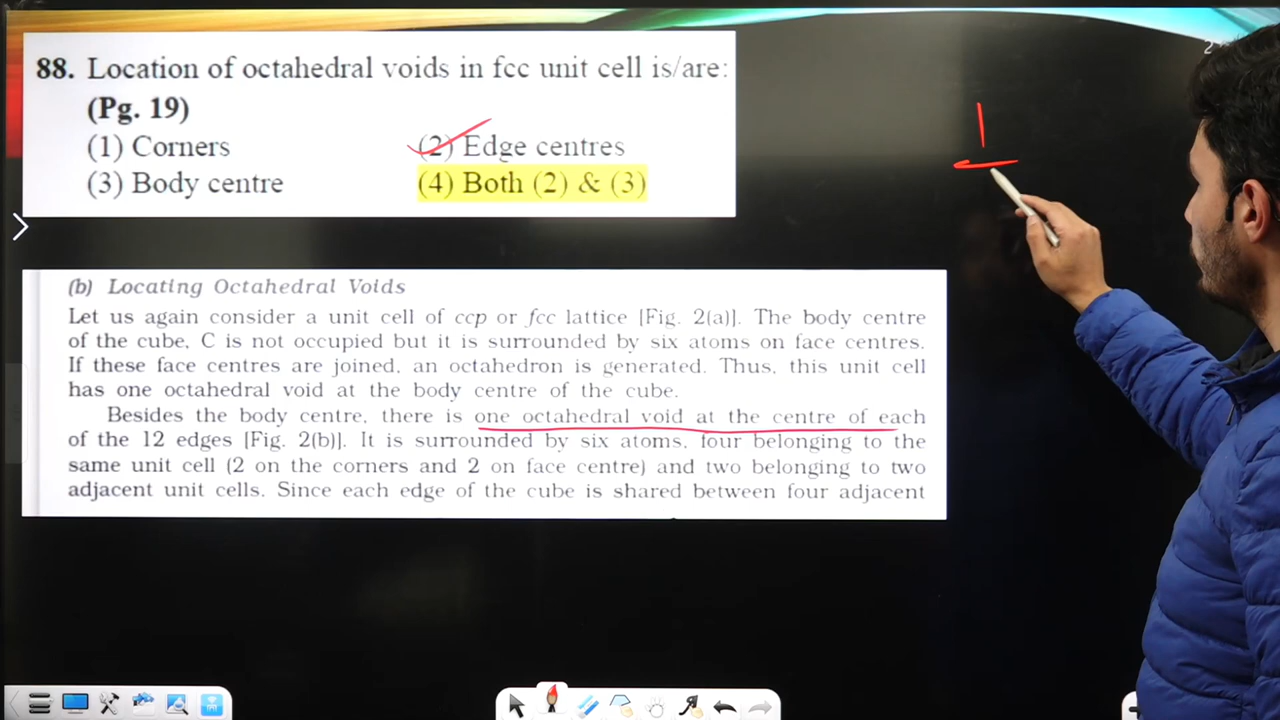 88. Location of octahedral voids in fcc unit cell is/are:
(Pg. 19)
(1) Corners (2) Edge centres
(3) Body centre (4) Both (2) & (3)
(b) Locating Octahedral Voids
Let us again consider a unit cell of ccp or fcc lattice [Fig. 2(a)]. The body centre
of the cube, C is not occupied but it is surrounded by six atoms on face centres.
If these face centres are joined, an octahedron is generated. Thus, this unit cell
has one octahedral void at the body centre of the cube.
Besides the body centre, there is one octahedral void at the centre of each
of the 12 edges [Fig. 2(b)]. It is surrounded by six atoms, four belonging to the
same unit cell (2 on the corners and 2 on face centre) and two belonging to two
adjacent unit cells. Since each edge of the cube is shared between four adjacent
2
1